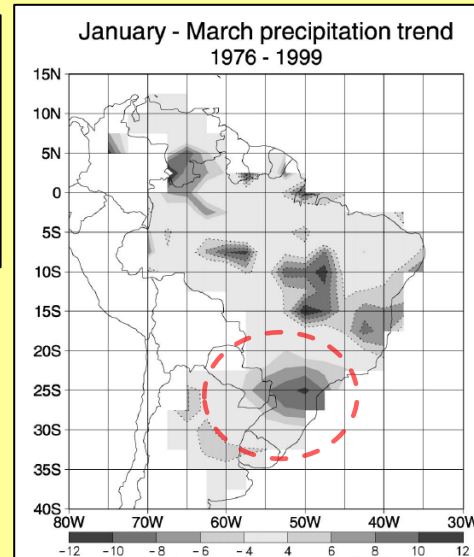 January - March precipitation trend
1976 - 1999
15N
10N
5N
0
5S
10S
15S
20S
25S
30S
35S
40S
80W 70W 60W 50W 40W 30W
-12 -10 -8 -6 -4 4 6 8 10 12